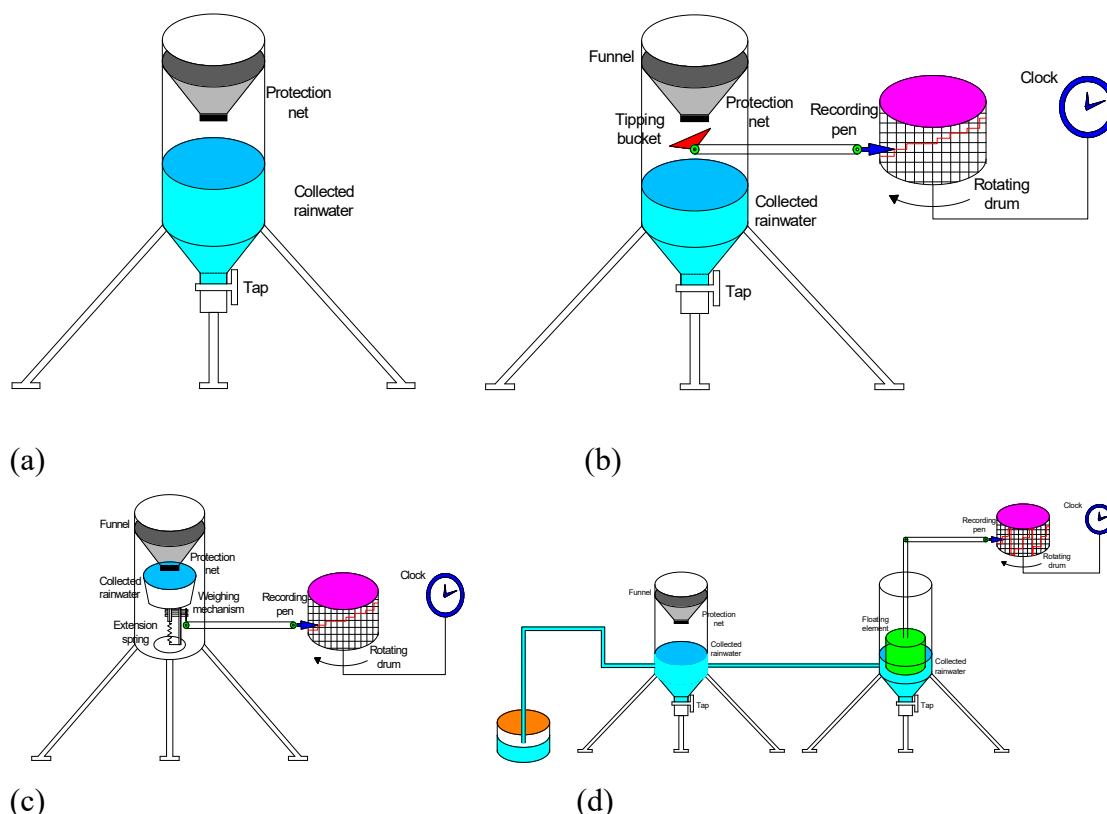 Protection
net
Collected
rainwater
Tap
(a)
Funnel
Protection
net
Tipping
bucket
Recording
pen
Clock
Rotating
drum
Collected
rainwater
Tap
(b)
Funnel
Protection
net
Collected
rainwater
Weighing
mechanism
Extension
spring
Recording
pen
Clock
Rotating
drum
(c)
Funnel
Protection
net
Collected
rainwater
Tap
Floating
element
Collected
rainwater
Tap
Recording
pen
Clock
Rotating
drum
(d)